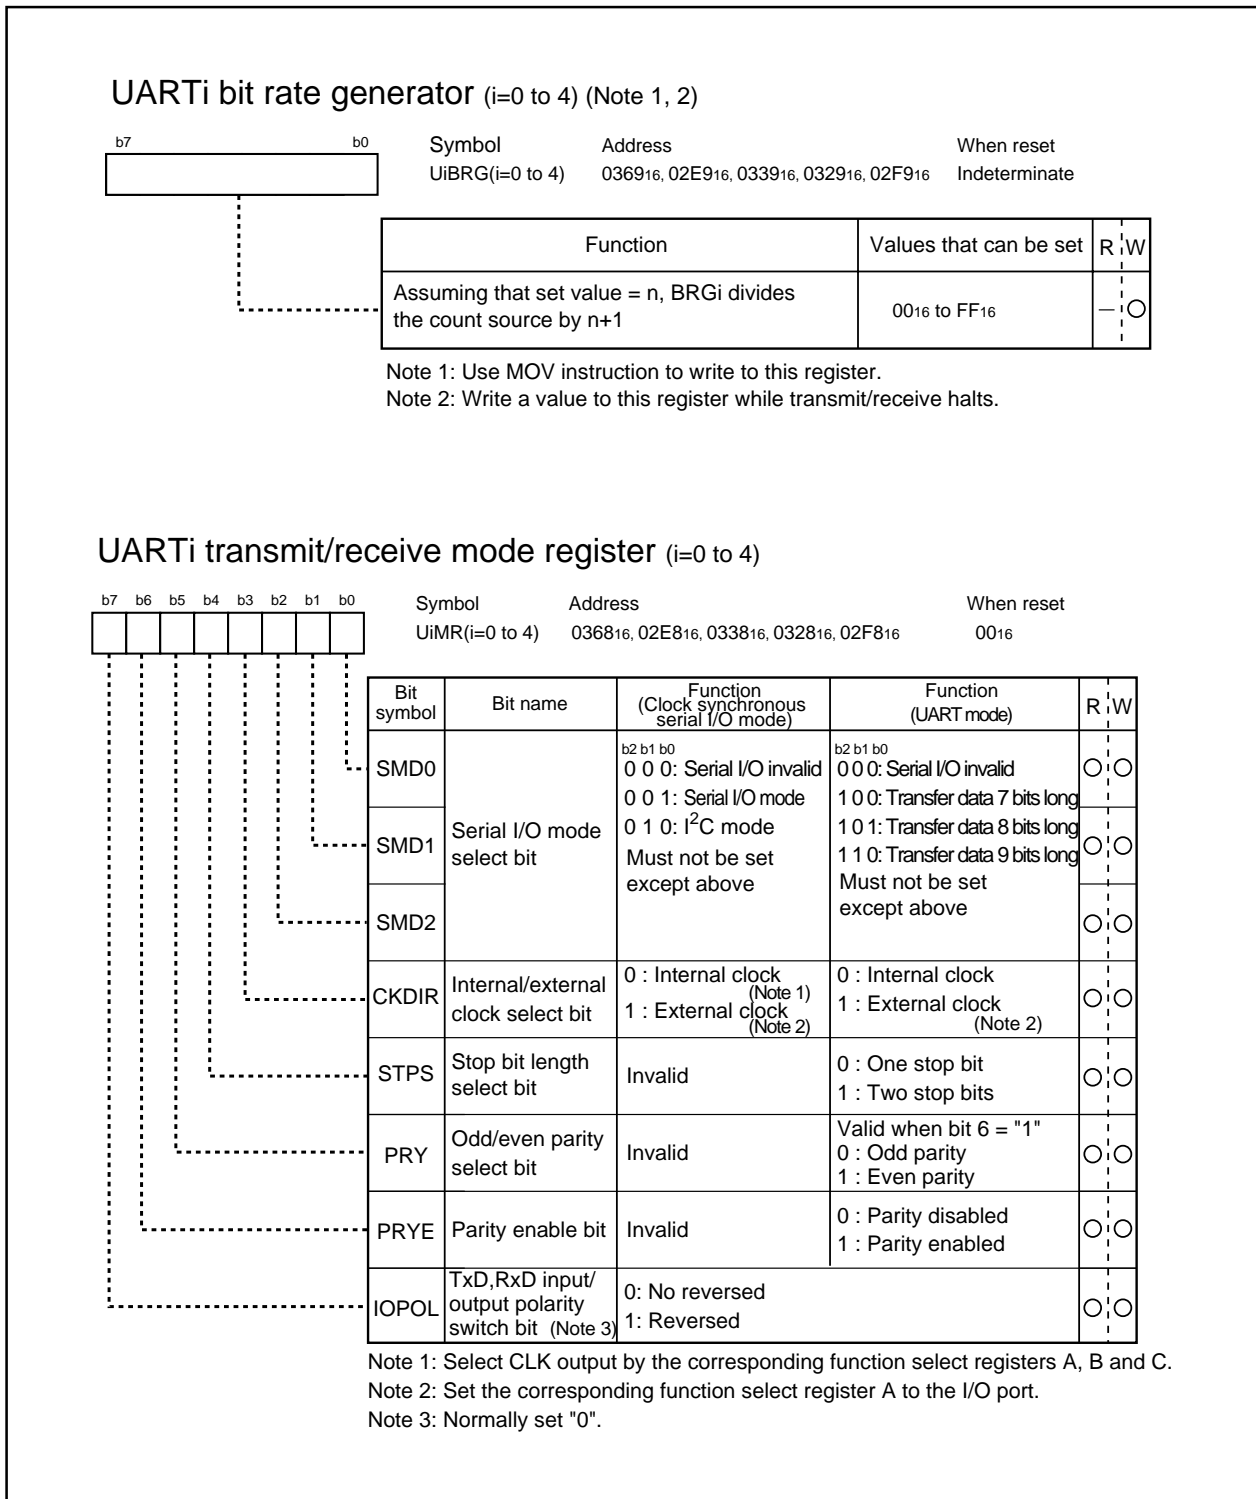 UARTi bit rate generator (i=0 to 4) (Note 1, 2)
b7 b0 Symbol Address When reset
UiBRG(i=0 to 4) 036916, 02E916, 033916, 032916, 02F916 Indeterminate
Function Values that can be set R W
Assuming that set value = n, BRGi divides
the count source by n+1
0016 to FF16 —
Note 1: Use MOV instruction to write to this register.
Note 2: Write a value to this register while transmit/receive halts.
UARTi transmit/receive mode register (i=0 to 4)
b7 b6 b5 b4 b3 b2 b1 b0 Symbol Address When reset
UiMR(i=0 to 4) 036816, 02E816, 033816, 032816, 02F816 0016
Bit
symbol
Bit name
Function
(Clock synchronous
serial I/O mode)
Function
(UART mode)
R W
SMD0
SMD1
SMD2
Serial I/O mode
select bit
b2 b1 b0
0 0 0: Serial I/O invalid
0 0 1: Serial I/O mode
0 1 0: I2C mode
Must not be set
except above
b2 b1 b0
0 0 0: Serial I/O invalid
1 0 0: Transfer data 7 bits long
1 0 1: Transfer data 8 bits long
1 1 0: Transfer data 9 bits long
Must not be set
except above
CKDIR
Internal/external
clock select bit
0 : Internal clock
(Note 1)
1 : External clock
(Note 2)
0 : Internal clock
1 : External clock
(Note 2)
STPS
Stop bit length
select bit
Invalid
0 : One stop bit
1 : Two stop bits
PRY
Odd/even parity
select bit
Invalid
Valid when bit 6 = "1"
0 : Odd parity
1 : Even parity
PRYE
Parity enable bit
Invalid
0 : Parity disabled
1 : Parity enabled
IOPOL
TxD,RxD input/
output polarity
switch bit (Note 3)
0: No reversed
1: Reversed
Note 1: Select CLK output by the corresponding function select registers A, B and C.
Note 2: Set the corresponding function select register A to the I/O port.
Note 3: Normally set "0".